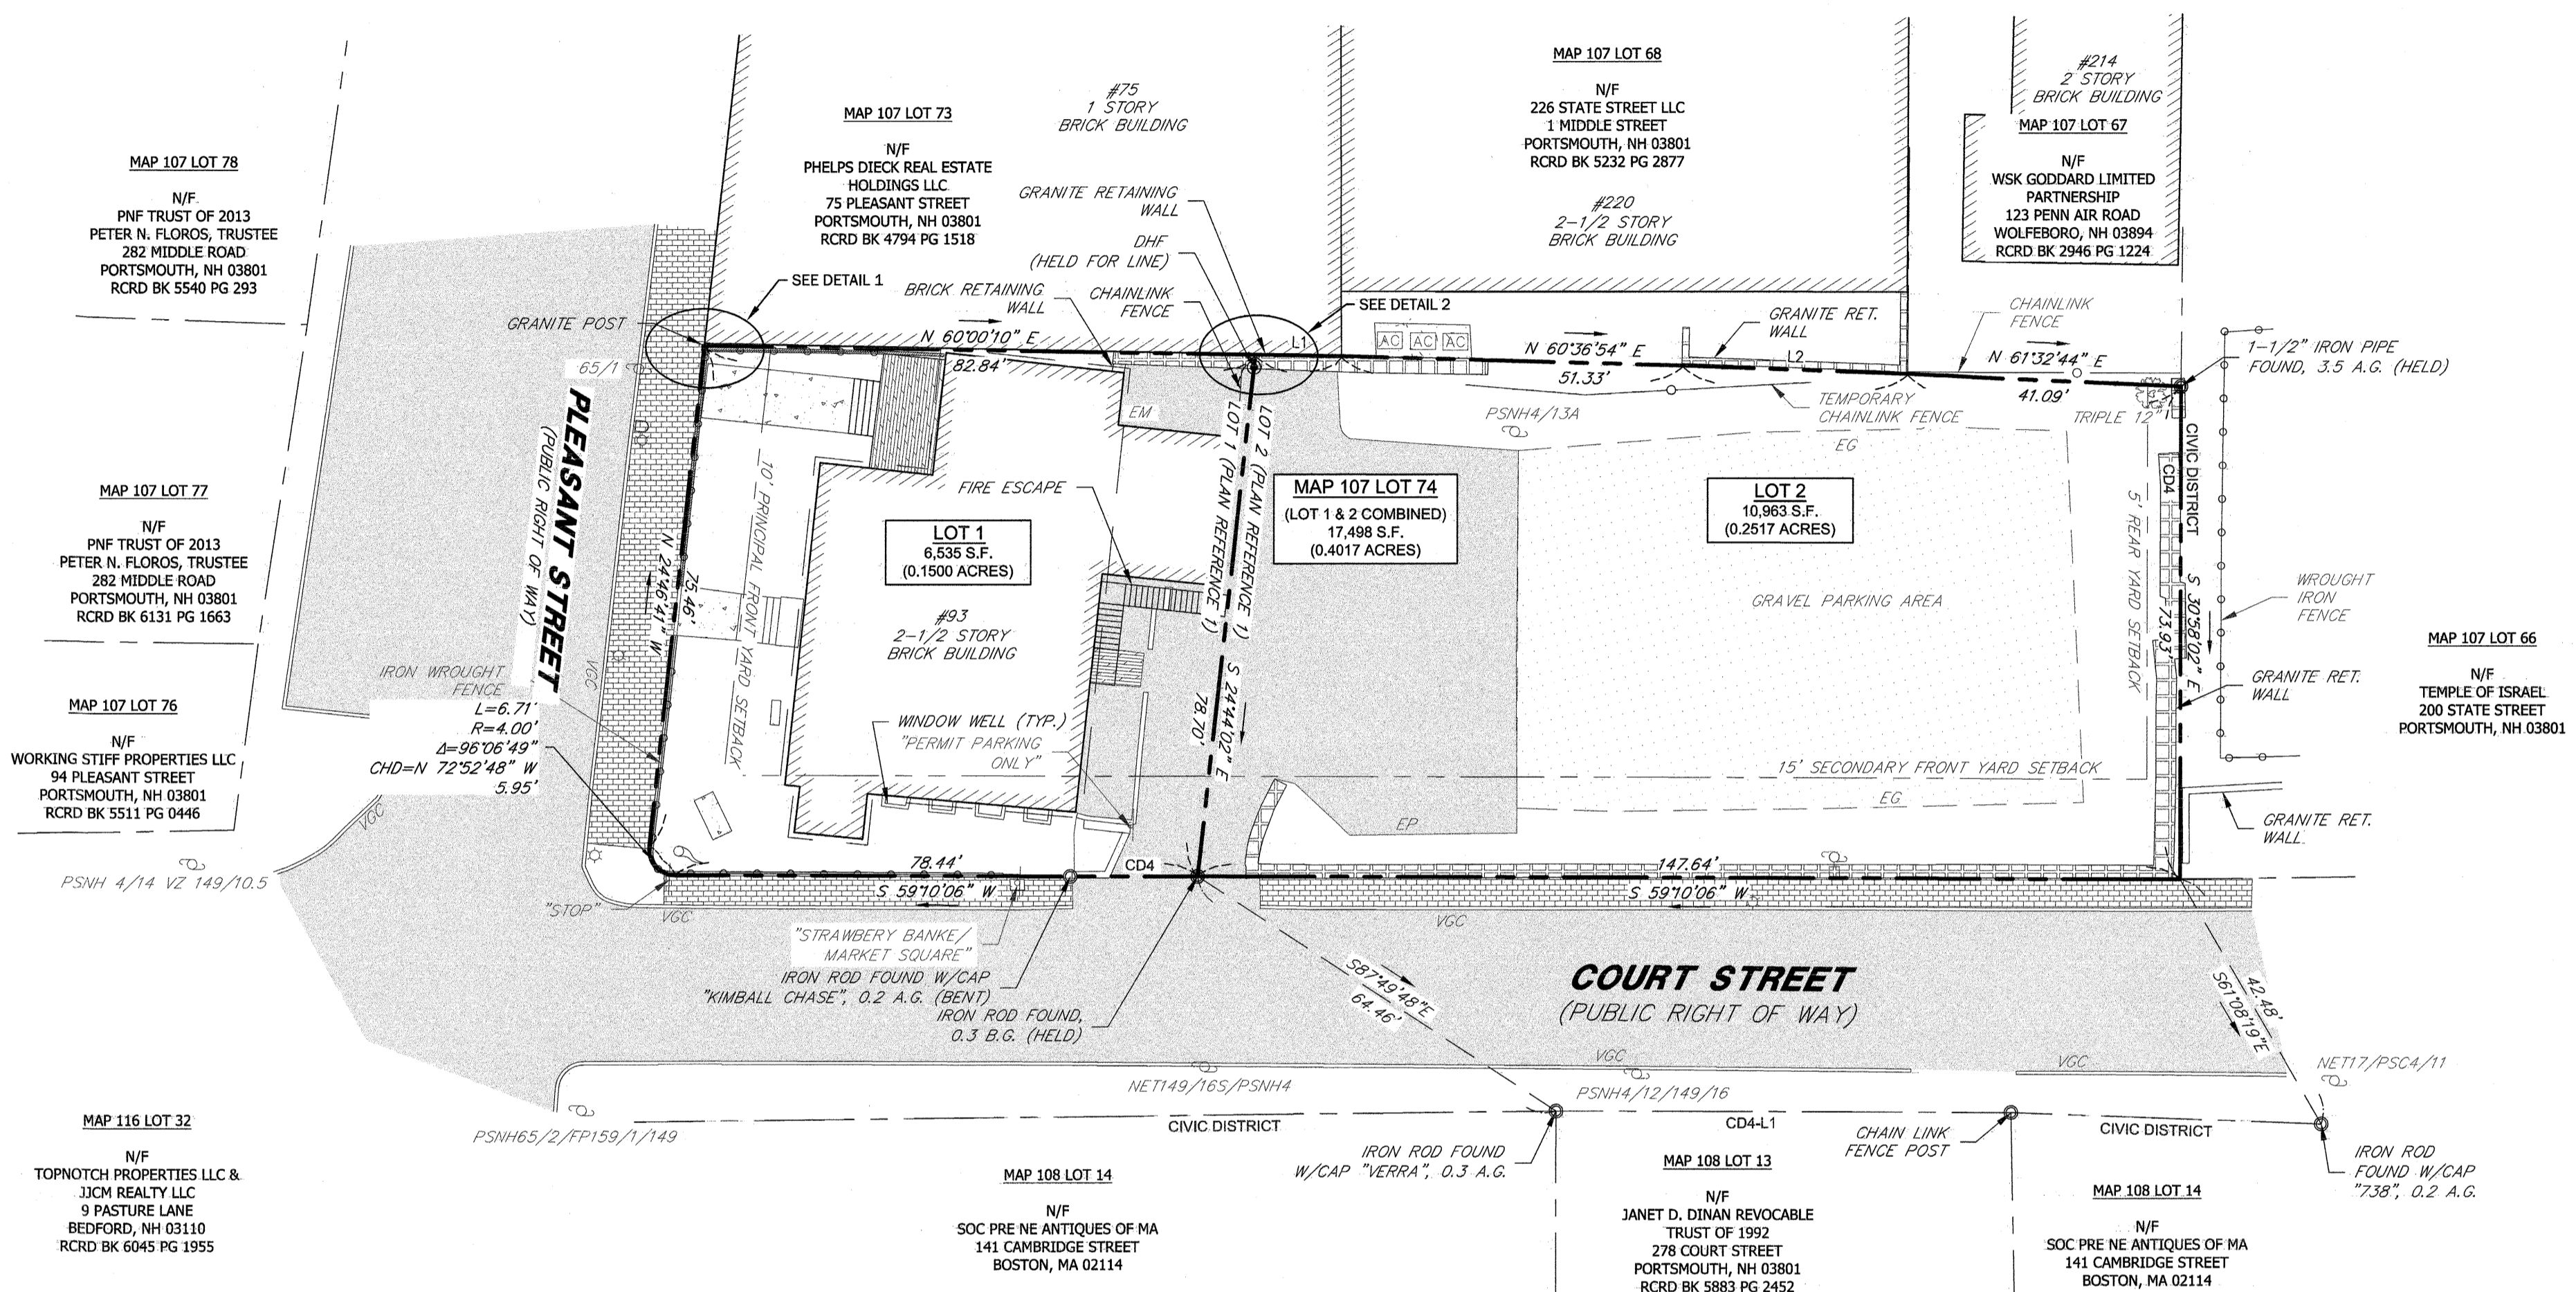 MAP 107 LOT 78
N/F
PNF TRUST OF 2013
PETER N. FLOROS, TRUSTEE
282 MIDDLE ROAD
PORTSMOUTH, NH 03801
RCRD BK 5540 PG 293
MAP 107 LOT 77
N/F
PNF TRUST OF 2013
PETER N. FLOROS, TRUSTEE
282 MIDDLE ROAD
PORTSMOUTH, NH 03801
RCRD BK 6131 PG 1663
MAP 107 LOT 76
N/F
WORKING STIFF PROPERTIES LLC
94 PLEASANT STREET
PORTSMOUTH, NH 03801
RCRD BK 5511 PG 0446
VGC
PSNH 4/14 VZ 149/10.5
MAP 116 LOT 32
N/F
TOPNOTCH PROPERTIES LLC &
JJCM REALTY LLC
9 PASTURE LANE
BEDFORD, NH 03110
RCRD BK 6045 PG 1955
MAP 107 LOT 73
N/F
PHELPS DIECK REAL ESTATE
HOLDINGS LLC
75 PLEASANT STREET
PORTSMOUTH, NH 03801
RCRD BK 4794 PG 1518
#75
1 STORY
BRICK BUILDING
GRANITE RETAINING
WALL
DHF
(HELD FOR LINE)
CHAINLINK
FENCE
BRICK RETAINING
WALL
SEE DETAIL 1
SEE DETAIL 2
GRANITE POST
65/1
MAP 107 LOT 68
N/F
226 STATE STREET LLC
1 MIDDLE STREET
PORTSMOUTH, NH 03801
RCRD BK 5232 PG 2877
#220
2-1/2 STORY
BRICK BUILDING
#214
2 STORY
BRICK BUILDING
MAP 107 LOT 67
N/F
WSK GODDARD LIMITED
PARTNERSHIP
123 PENN AIR ROAD
WOLFEBORO, NH 03894
RCRD BK 2946 PG 1224
N 60°00'10" E
82.84'
L1
AC
AC
AC
N 60°36'54" E
51.33'
GRANITE RET.
WALL
L2
CHAINLINK
FENCE
N 61°32'44" E
41.09'
1-1/2" IRON PIPE
FOUND, 3.5 A.G. (HELD)
TRIPLE 12"
TEMPORARY
CHAINLINK FENCE
PSNH4/13A
EM
EG
PLEASANT STREET
(PUBLIC RIGHT OF WAY)
VGC
N 24°46'41" W
75.46'
10' PRINCIPAL FRONT YARD SETBACK
IRON WROUGHT
FENCE
L=6.71'
R=4.00'
Δ=96°06'49"
CHD=N 72°52'48" W
5.95'
FIRE ESCAPE
LOT 1
6,535 S.F.
(0.1500 ACRES)
#93
2-1/2 STORY
BRICK BUILDING
WINDOW WELL (TYP.)
"PERMIT PARKING
ONLY"
LOT 1 (PLAN REFERENCE 1)
LOT 2 (PLAN REFERENCE 1)
S 24°44'02" E
78.70'
MAP 107 LOT 74
(LOT 1 & 2 COMBINED)
17,498 S.F.
(0.4017 ACRES)
LOT 2
10,963 S.F.
(0.2517 ACRES)
GRAVEL PARKING AREA
5' REAR YARD SETBACK
CD4
CIVIC DISTRICT
S 30°58'02" E
73.93'
WROUGHT
IRON
FENCE
GRANITE RET.
WALL
MAP 107 LOT 66
N/F
TEMPLE OF ISRAEL
200 STATE STREET
PORTSMOUTH, NH 03801
15' SECONDARY FRONT YARD SETBACK
EG
EP
GRANITE RET.
WALL
78.44'
S 59°10'06" W
CD4
147.64'
S 59°10'06" W
"STOP"
VGC
VGC
"STRAWBERY BANKE/
MARKET SQUARE"
IRON ROD FOUND W/CAP
"KIMBALL CHASE", 0.2 A.G. (BENT)
IRON ROD FOUND,
0.3 B.G. (HELD)
S87°49'48"E
64.46'
COURT STREET
(PUBLIC RIGHT OF WAY)
42.48'
S61°08'19"E
VGC
VGC
NET17/PSC4/11
NET149/16S/PSNH4
PSNH4/12/149/16
PSNH65/2/FP159/1/149
CIVIC DISTRICT
CD4-L1
CIVIC DISTRICT
CHAIN LINK
FENCE POST
IRON ROD FOUND
W/CAP "VERRA", 0.3 A.G.
IRON ROD
FOUND W/CAP
"738", 0.2 A.G.
MAP 108 LOT 14
N/F
SOC PRE NE ANTIQUES OF MA
141 CAMBRIDGE STREET
BOSTON, MA 02114
MAP 108 LOT 13
N/F
JANET D. DINAN REVOCABLE
TRUST OF 1992
278 COURT STREET
PORTSMOUTH, NH 03801
RCRD BK 5883 PG 2452
MAP 108 LOT 14
N/F
SOC PRE NE ANTIQUES OF MA
141 CAMBRIDGE STREET
BOSTON, MA 02114